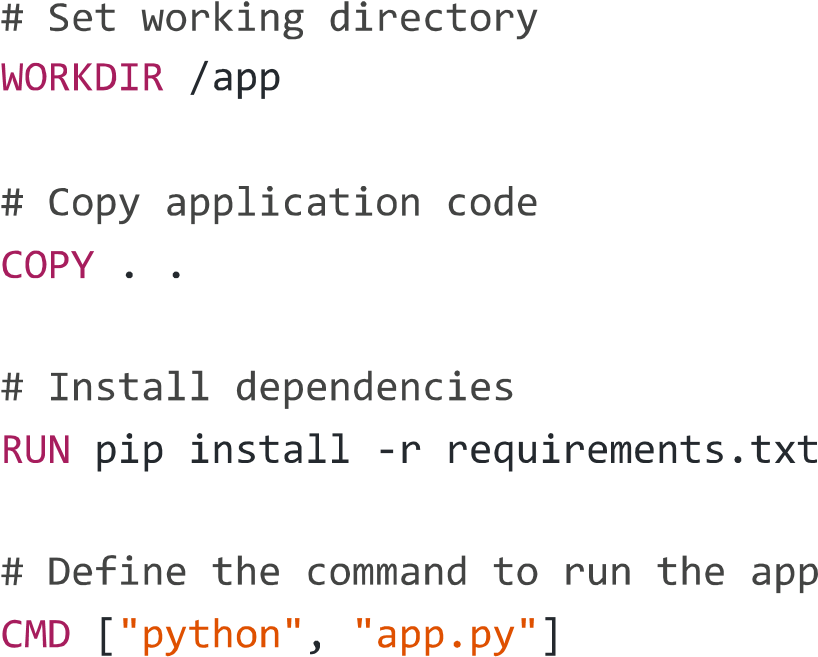 # Set working directory
WORKDIR /app
# Copy application code
COPY . .
# Install dependencies
RUN pip install -r requirements.txt
# Define the command to run the app
CMD ["python", "app.py"]